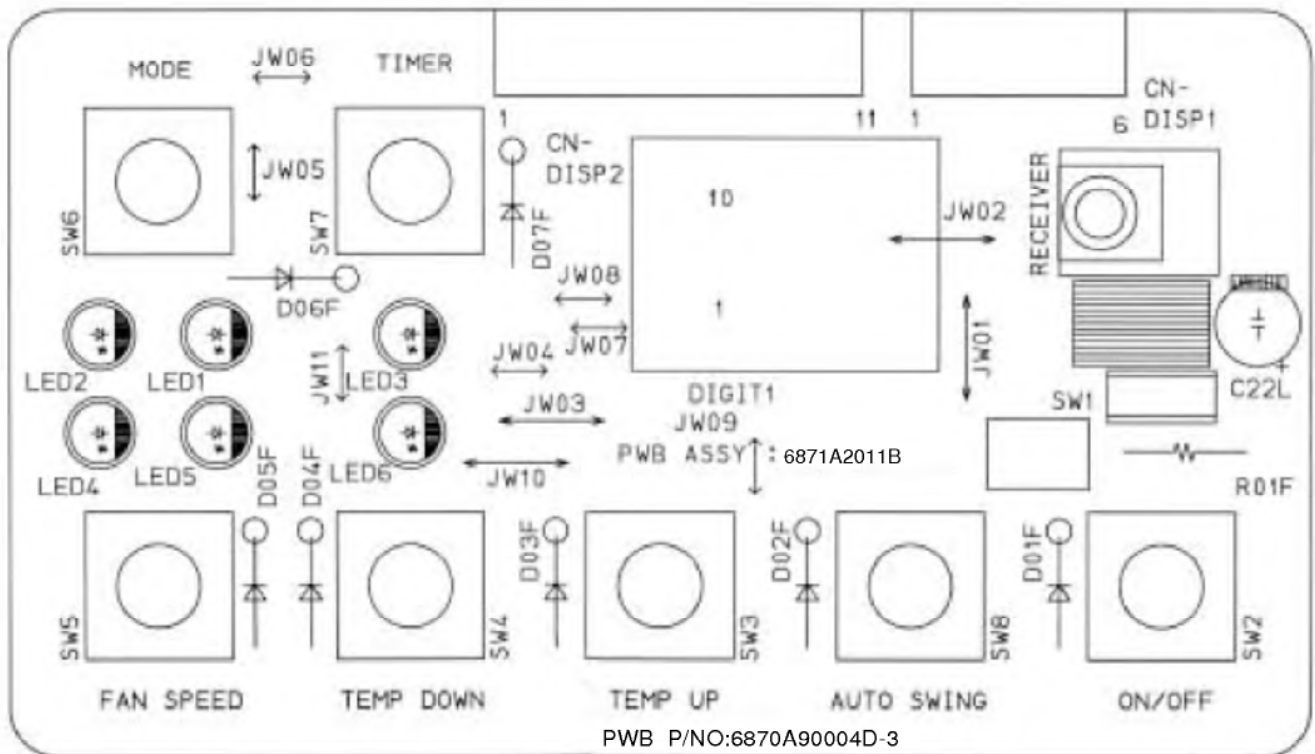 MODE
JW06
TIMER
CN-
DISP1
1
11
1
6
CN-
DISP2
JW05
SW6
SW7
D07F
10
JW02
RECEIVER
D06F
JW08
1
JW07
JW01
LED2
LED1
JW11
LED3
JW04
DIGIT1
C22L
+
JW03
JW09
SW1
PWB ASSY : 6871A2011B
LED4
LED5
D05F
D04F
LED6
JW10
R01F
D03F
D02F
D01F
SW5
SW4
SW3
SW8
SW2
FAN SPEED
TEMP DOWN
TEMP UP
AUTO SWING
ON/OFF
PWB P/NO:6870A90004D-3